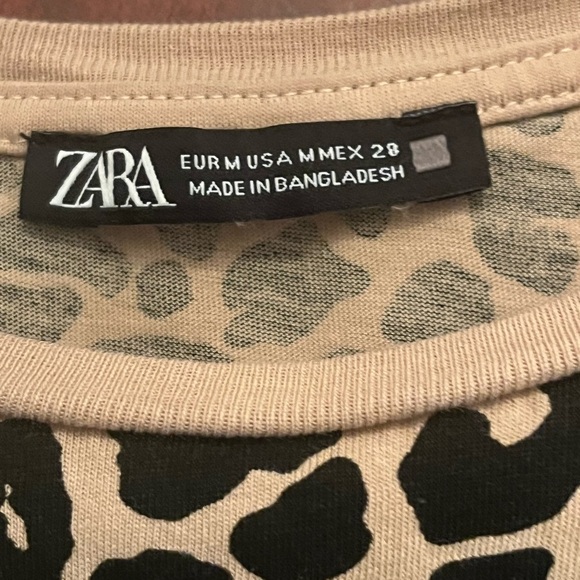 ZARA
EUR M USA M MEX 28
MADE IN BANGLADESH